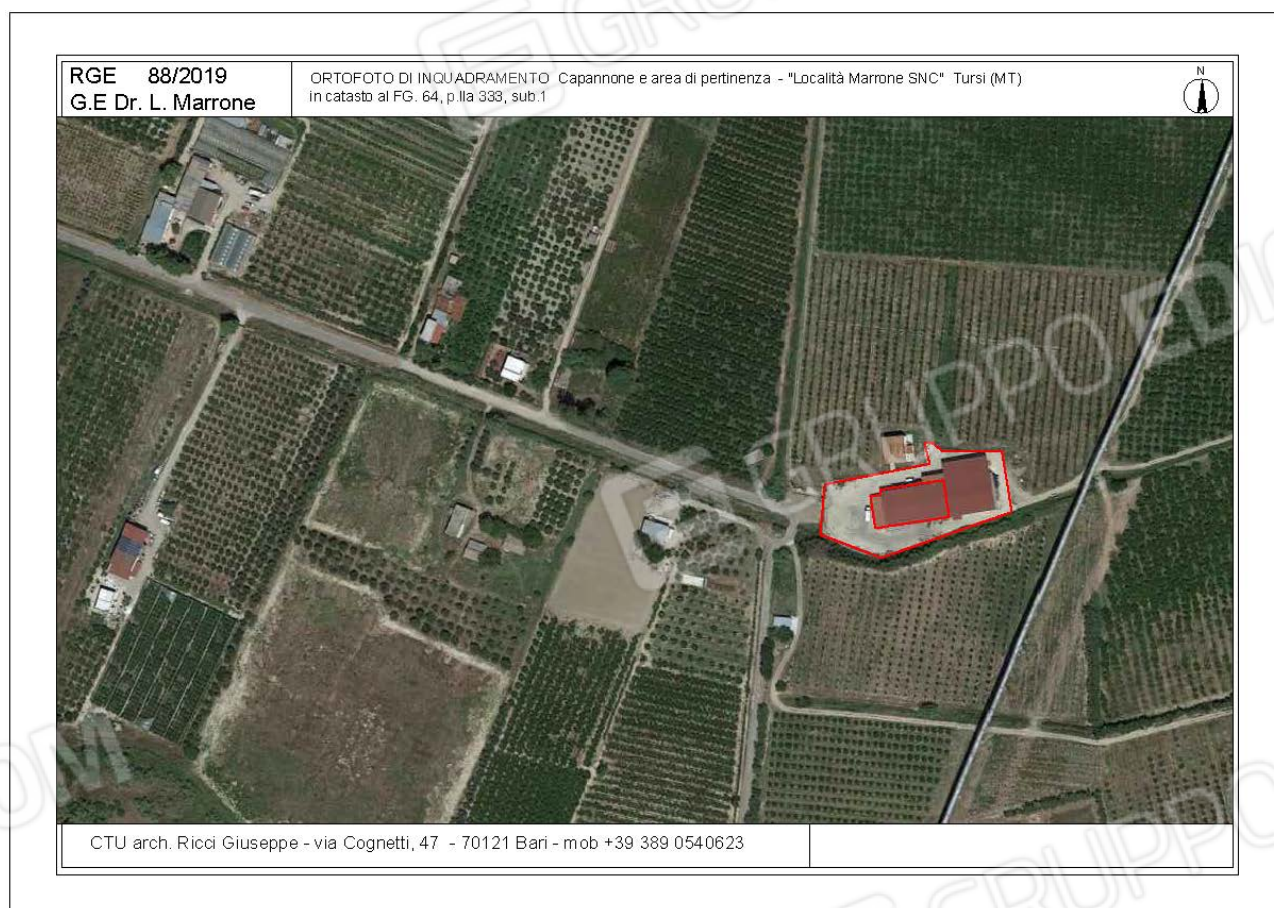 RGE 88/2019
G.E Dr. L. Marrone
ORTOFOTO DI INQUADRAMENTO Capannone e area di pertinenza - "Località Marrone SNC" Tursi (MT)
in catasto al FG. 64, p.lla 333, sub.1
N
GRUPPO EDICOM
CTU arch. Ricci Giuseppe - via Cognetti, 47 - 70121 Bari - mob +39 389 0540623